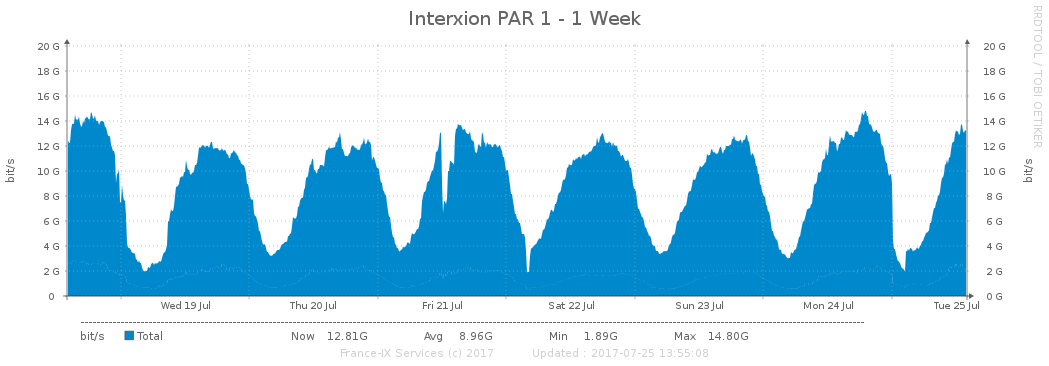 Interxion PAR 1 - 1 Week
RRDTOOL / TOBI OETIKER
20 G 20 G
18 G 18 G
16 G 16 G
14 G 14 G
12 G 12 G
10 G 10 G
8 G 8 G
6 G 6 G
4 G 4 G
2 G 2 G
0 0 G
bit/s bit/s
Wed 19 Jul Thu 20 Jul Fri 21 Jul Sat 22 Jul Sun 23 Jul Mon 24 Jul Tue 25 Jul
bit/s Total Now 12.81G Avg 8.96G Min 1.89G Max 14.80G
France-IX Services (c) 2017 Updated : 2017-07-25 13:55:08